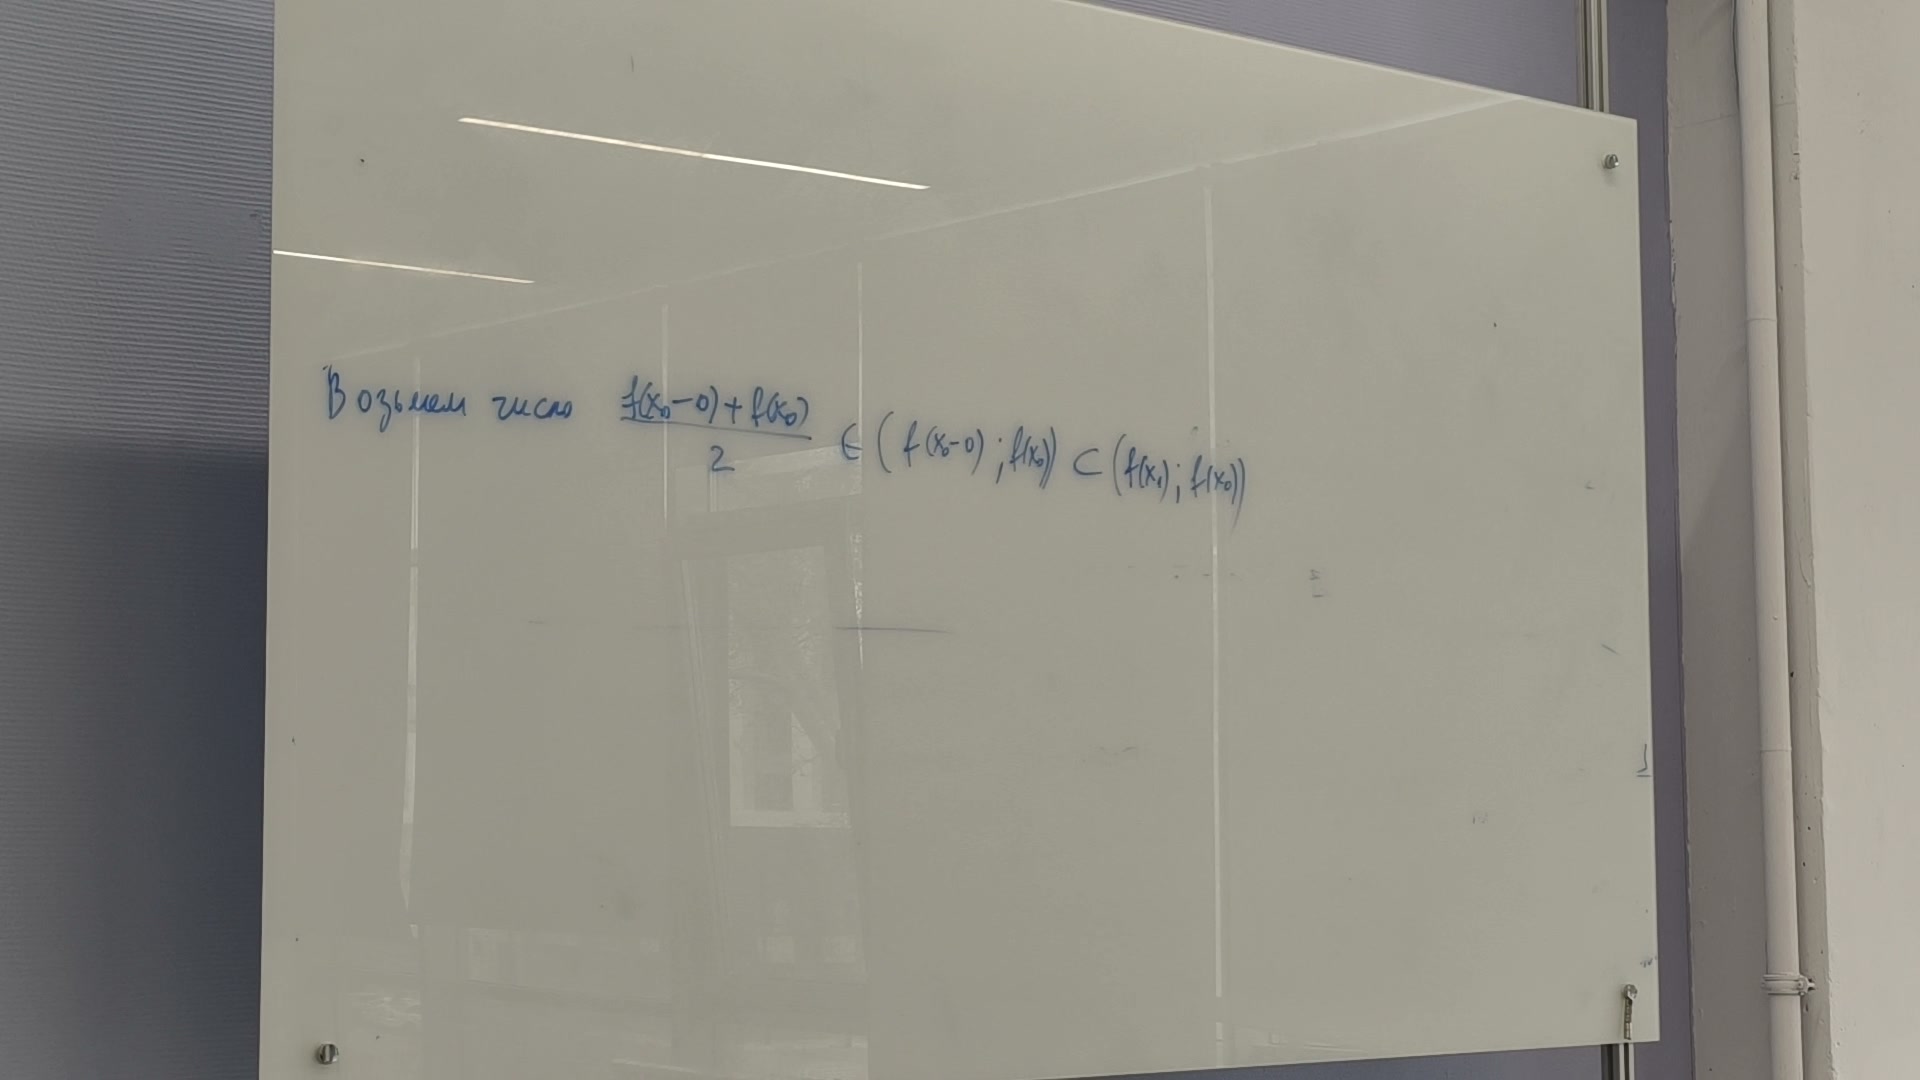 Возьмем число (f(x₀-0)+f(x₀))/2 ∈ (f(x₀-0); f(x₀)) ⊂ (f(x₁); f(x₀))